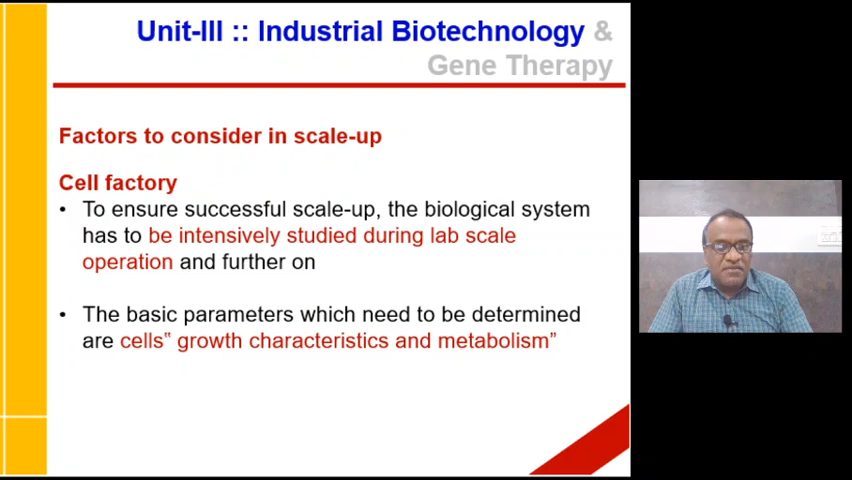 Unit-III :: Industrial Biotechnology &
Gene Therapy
Factors to consider in scale-up
Cell factory
• To ensure successful scale-up, the biological system
has to be intensively studied during lab scale
operation and further on
• The basic parameters which need to be determined
are cells‟ growth characteristics and metabolism”